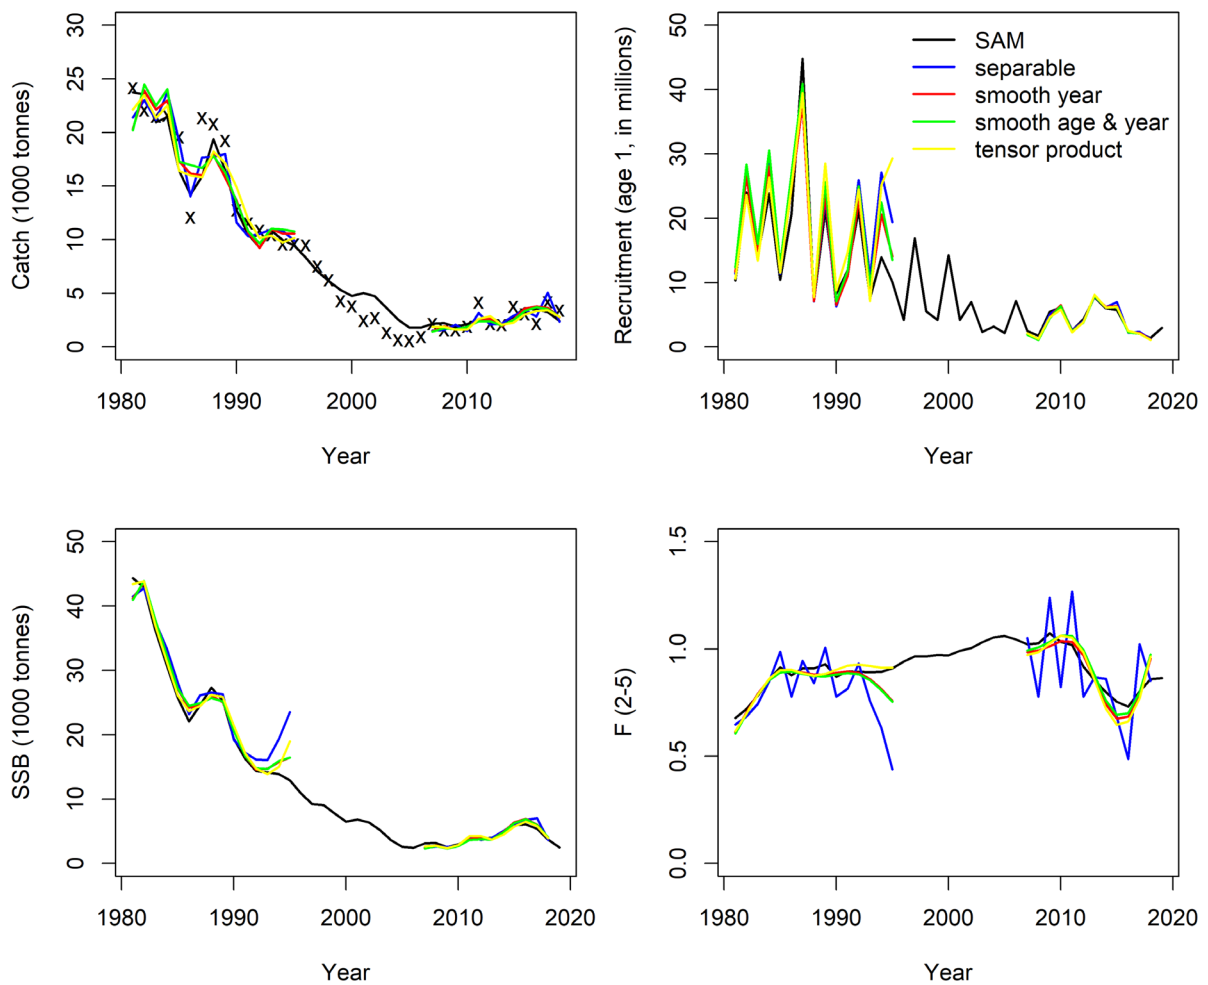 Catch (1000 tonnes)
30
25
20
15
10
5
0
1980 1990 2000 2010
Year
Recruitment (age 1, in millions)
50
40
30
20
10
0
SAM
separable
smooth year
smooth age & year
tensor product
1980 1990 2000 2010 2020
Year
SSB (1000 tonnes)
50
40
30
20
10
0
1980 1990 2000 2010 2020
Year
F (2-5)
1.5
1.0
0.5
0.0
1980 1990 2000 2010 2020
Year